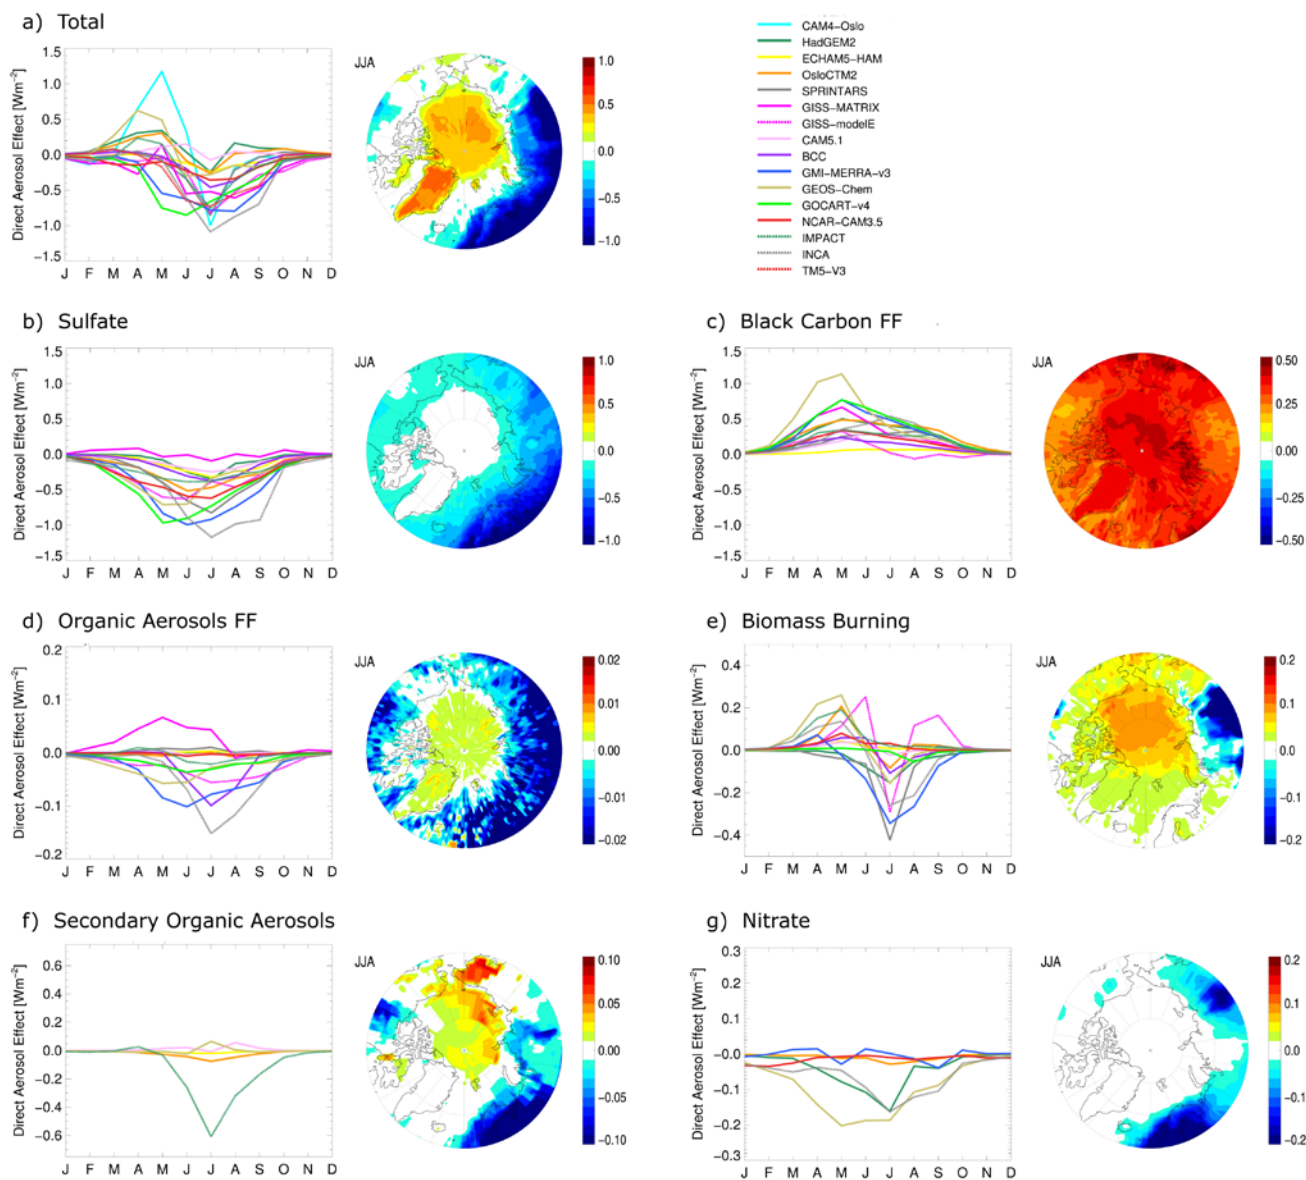 a) Total
Direct Aerosol Effect [Wm−2]
1.5
1.0
0.5
0.0
−0.5
−1.0
−1.5
J F M A M J J A S O N D
JJA
1.0
0.5
0.0
−0.5
−1.0
CAM4−Oslo
HadGEM2
ECHAM5−HAM
OsloCTM2
SPRINTARS
GISS−MATRIX
GISS−modelE
CAM5.1
BCC
GMI−MERRA−v3
GEOS−Chem
GOCART−v4
NCAR−CAM3.5
IMPACT
INCA
TM5−V3
b) Sulfate
Direct Aerosol Effect [Wm−2]
1.5
1.0
0.5
0.0
−0.5
−1.0
−1.5
J F M A M J J A S O N D
JJA
1.0
0.5
0.0
−0.5
−1.0
c) Black Carbon FF
Direct Aerosol Effect [Wm−2]
1.5
1.0
0.5
0.0
−0.5
−1.0
−1.5
J F M A M J J A S O N D
JJA
0.50
0.25
0.00
−0.25
−0.50
d) Organic Aerosols FF
Direct Aerosol Effect [Wm−2]
0.2
0.1
0.0
−0.1
−0.2
J F M A M J J A S O N D
JJA
0.02
0.01
0.00
−0.01
−0.02
e) Biomass Burning
Direct Aerosol Effect [Wm−2]
0.4
0.2
0.0
−0.2
−0.4
J F M A M J J A S O N D
JJA
0.2
0.1
0.0
−0.1
−0.2
f) Secondary Organic Aerosols
Direct Aerosol Effect [Wm−2]
0.6
0.4
0.2
0.0
−0.2
−0.4
−0.6
J F M A M J J A S O N D
JJA
0.10
0.05
0.00
−0.05
−0.10
g) Nitrate
Direct Aerosol Effect [Wm−2]
0.3
0.2
0.1
−0.0
−0.1
−0.2
−0.3
J F M A M J J A S O N D
JJA
0.2
0.1
0.0
−0.1
−0.2